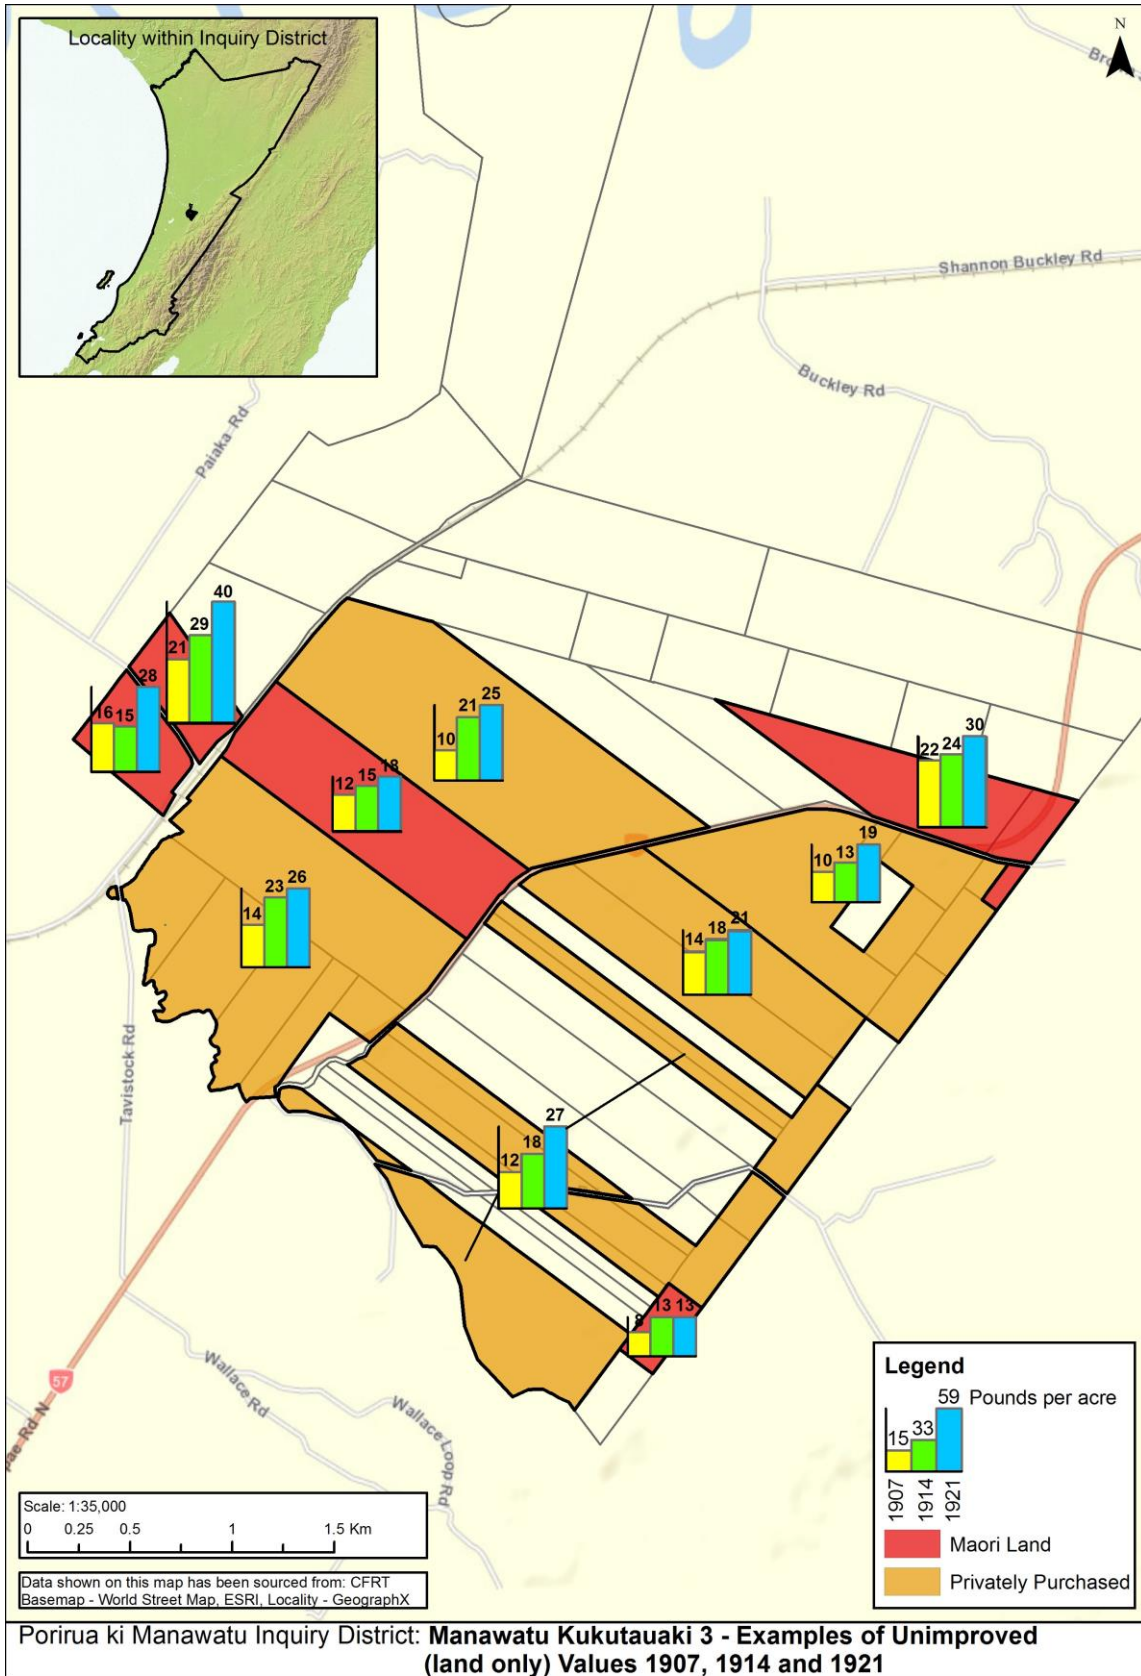 Locality within Inquiry District
N
Shannon Buckley Rd
Buckley Rd
Paiaka Rd
40
29
21
28
16
15
25
21
10
18
15
12
30
24
22
19
13
10
26
23
14
21
18
14
27
18
12
13
13
8
Tavistock Rd
57
Wallace Rd
Wallace Loop Rd
Rd N
Legend
59
Pounds per acre
33
15
1907
1914
1921
Maori Land
Privately Purchased
Scale: 1:35,000
0 0.25 0.5 1 1.5 Km
Data shown on this map has been sourced from: CFRT
Basemap - World Street Map, ESRI, Locality - GeographX
Porirua ki Manawatu Inquiry District: Manawatu Kukutauaki 3 - Examples of Unimproved
(land only) Values 1907, 1914 and 1921